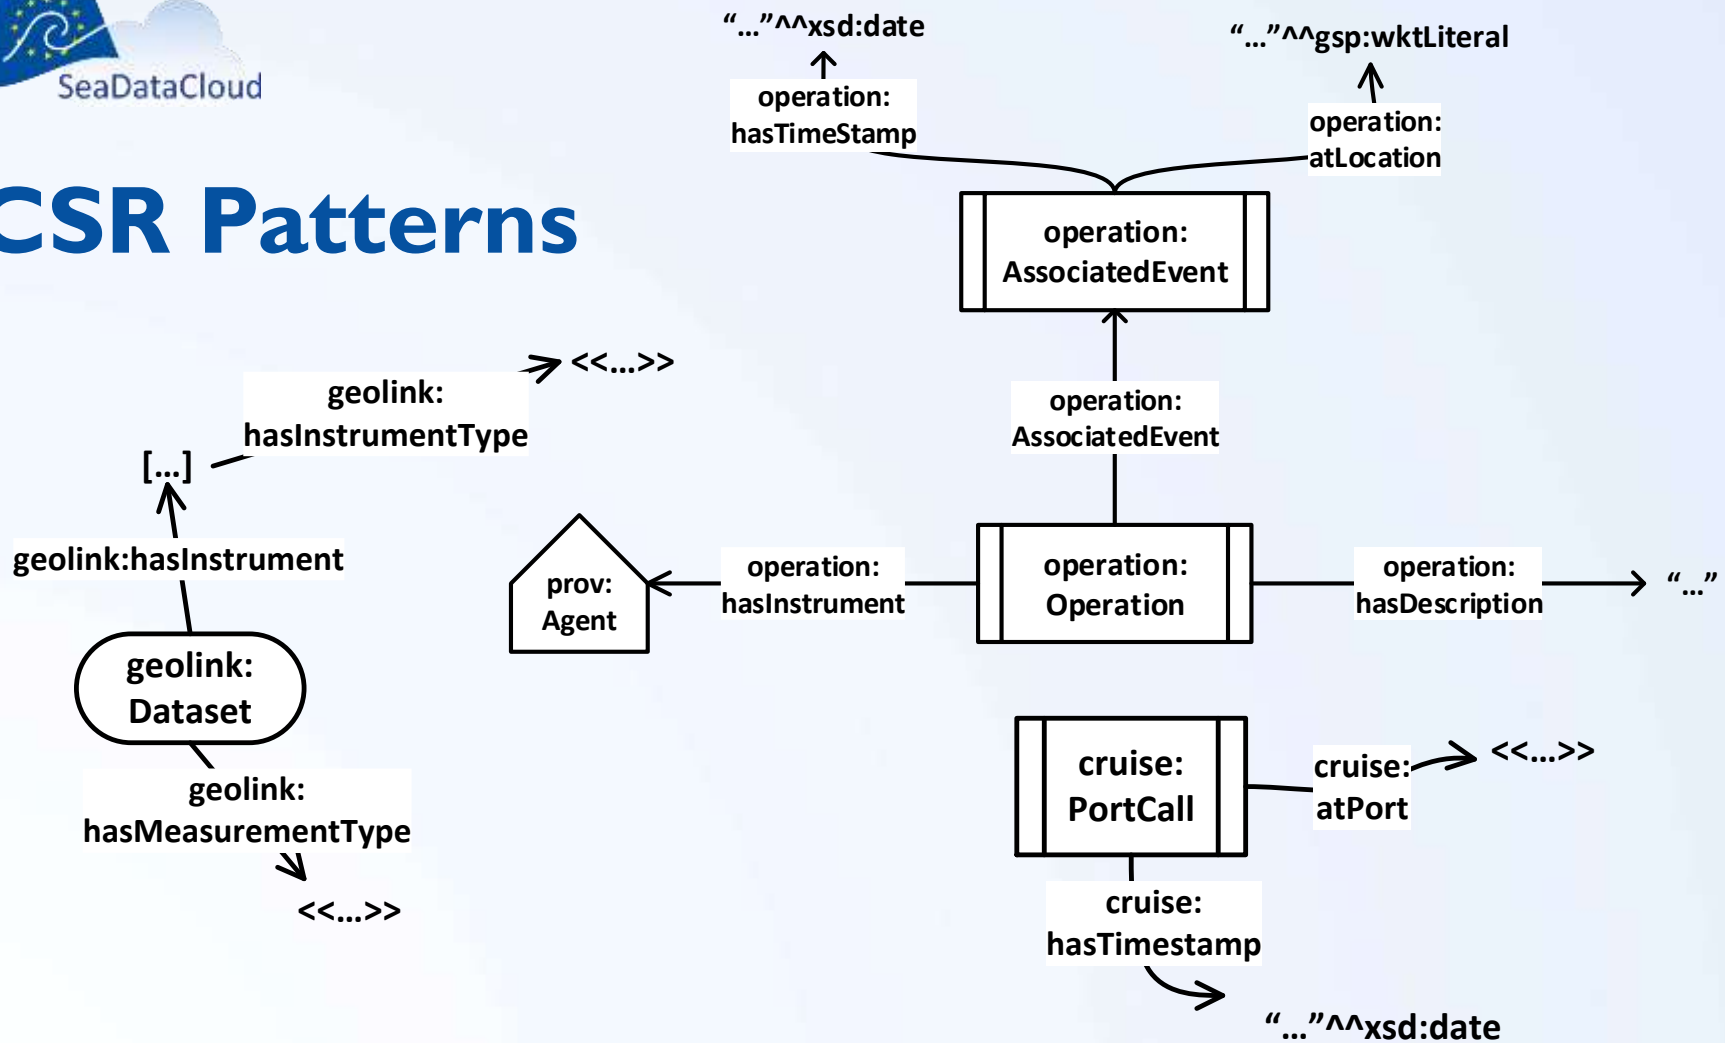 SeaDataCloud
CSR Patterns
“…”^^xsd:date
“…”^^gsp:wktLiteral
operation:
hasTimeStamp
operation:
atLocation
operation:
AssociatedEvent
operation:
AssociatedEvent
<<…>>
geolink:
hasInstrumentType
[…]
geolink:hasInstrument
geolink:
Dataset
geolink:
hasMeasurementType
<<…>>
prov:
Agent
operation:
hasInstrument
operation:
Operation
operation:
hasDescription
“…”
cruise:
PortCall
cruise:
atPort
<<…>>
cruise:
hasTimestamp
“…”^^xsd:date